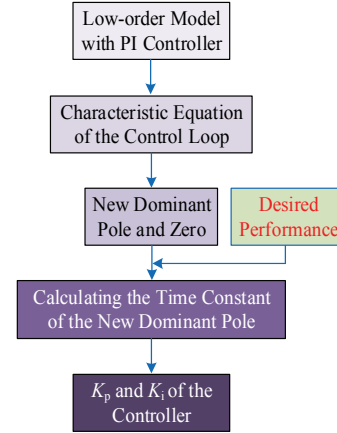 Low-order Model
with PI Controller
Characteristic Equation
of the Control Loop
New Dominant
Pole and Zero
Desired
Performance
Calculating the Time Constant
of the New Dominant Pole
Kp and Ki of the
Controller